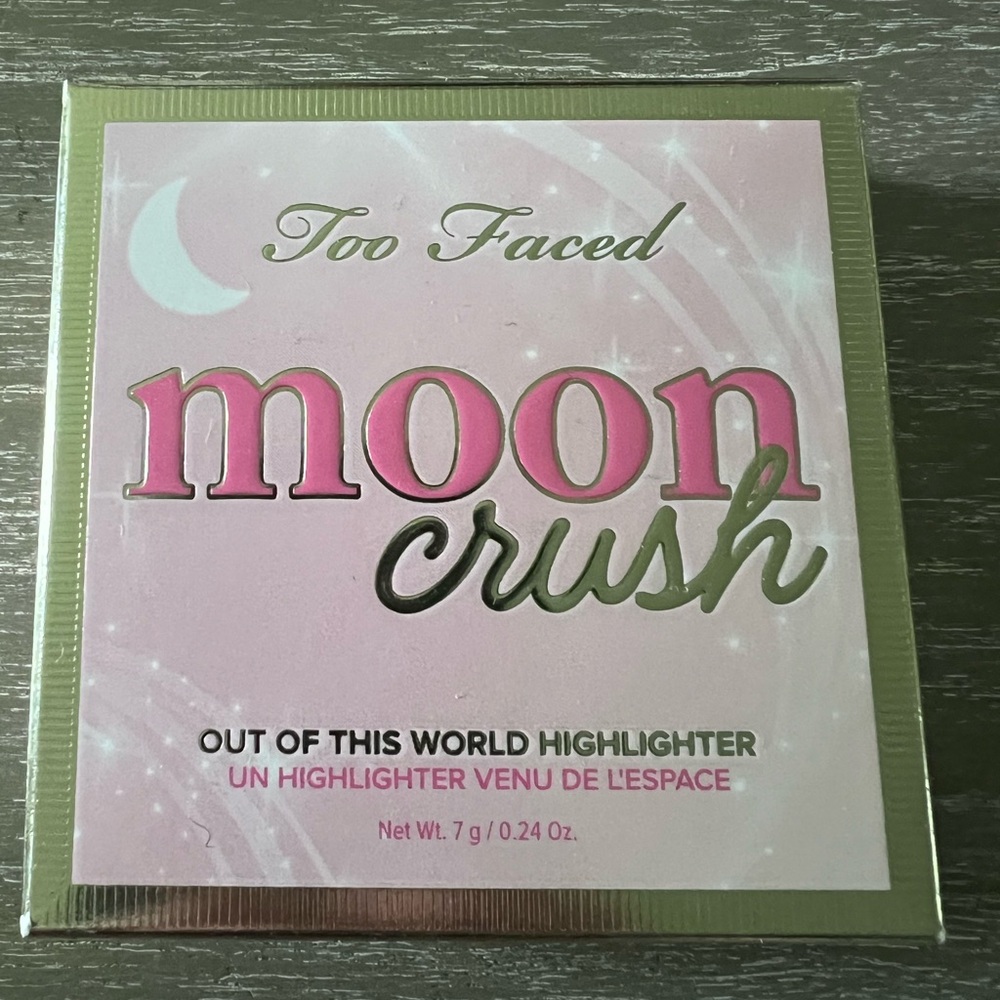 Too Faced
moon
crush
OUT OF THIS WORLD HIGHLIGHTER
UN HIGHLIGHTER VENU DE L'ESPACE
Net Wt. 7 g / 0.24 Oz.